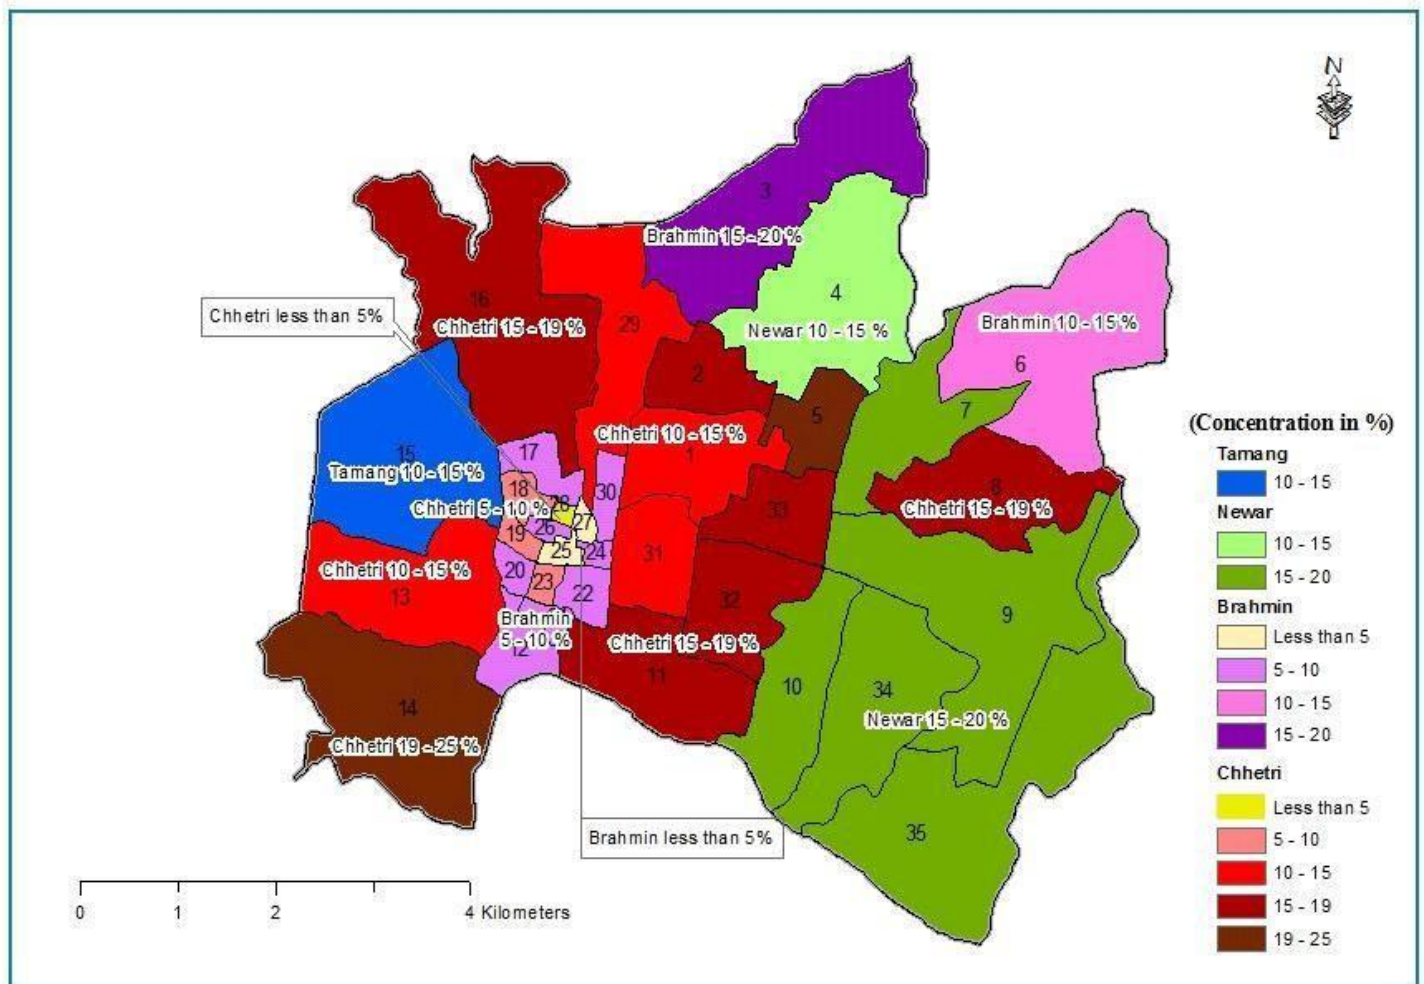 N
3
Brahmin 15 - 20 %
4
Newar 10 - 15 %
16
Chhetri 15 - 19 %
Chhetri less than 5%
29
Brahmin 10 - 15 %
6
2
5
7
Chhetri 10 - 15 %
1
15
Tamang 10 - 15 %
17
18
Chhetri 5 - 10 %
28
30
8
Chhetri 15 - 19 %
33
19
26
27
25
24
31
20
23
22
Chhetri 10 - 15 %
13
32
Brahmin
5 - 10 %
12
Chhetri 15 - 19 %
11
9
10
34
Newar 15 - 20 %
14
Chhetri 19 - 25 %
35
Brahmin less than 5%
0 1 2 4 Kilometers
(Concentration in %)
Tamang
10 - 15
Newar
10 - 15
15 - 20
Brahmin
Less than 5
5 - 10
10 - 15
15 - 20
Chhetri
Less than 5
5 - 10
10 - 15
15 - 19
19 - 25